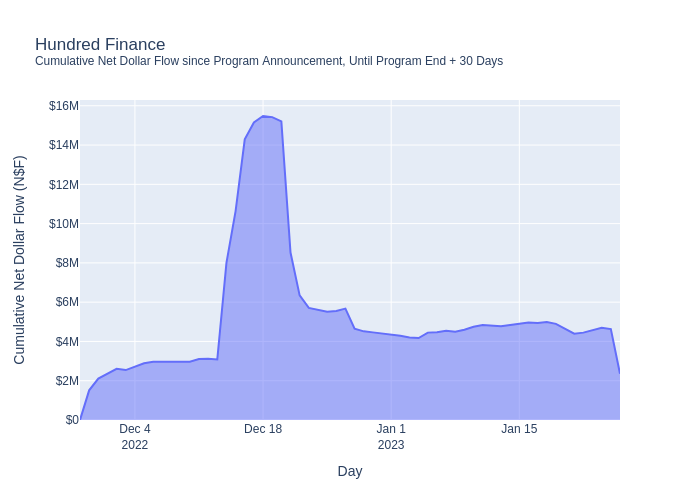 Hundred Finance
Cumulative Net Dollar Flow since Program Announcement, Until Program End + 30 Days
Cumulative Net Dollar Flow (N$F)
$16M
$14M
$12M
$10M
$8M
$6M
$4M
$2M
$0
Dec 4
2022
Dec 18
Jan 1
2023
Jan 15
Day